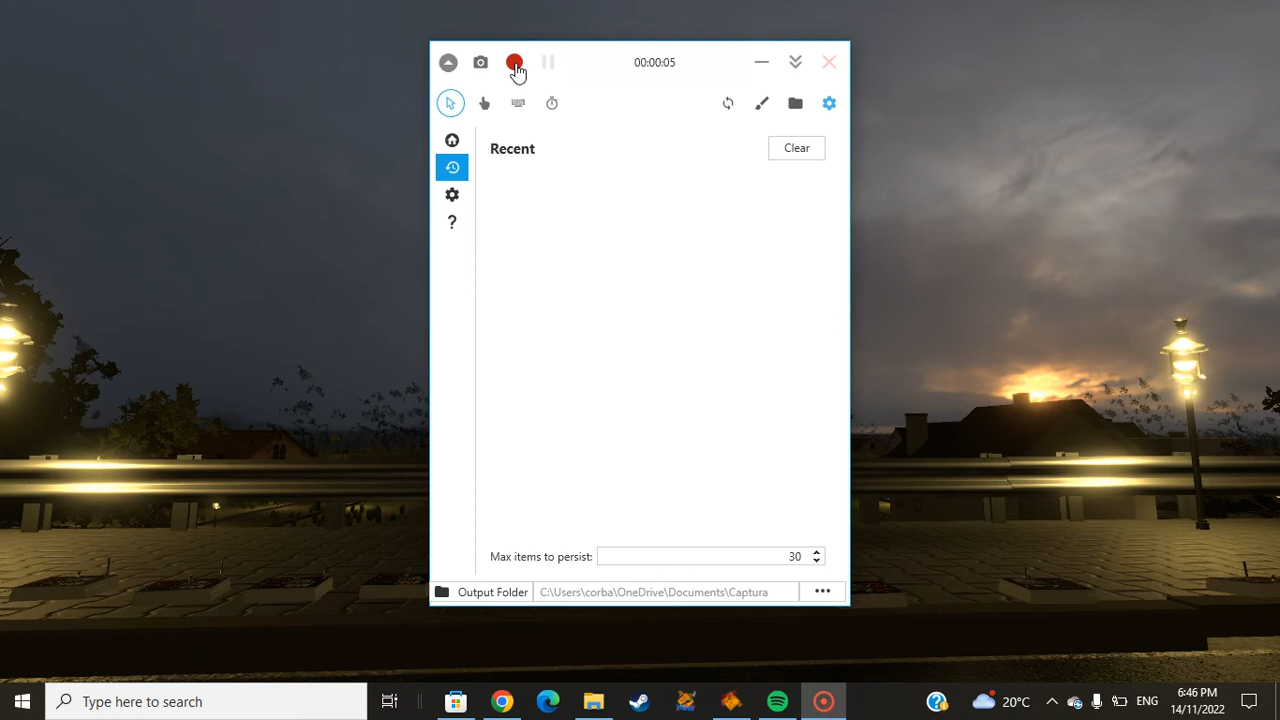 00:00:05
Recent
Clear
?
Max items to persist: 30
Output Folder C:\Users\corba\OneDrive\Documents\Captura •••
Type here to search
20°C
ENG
6:46 PM
14/11/2022